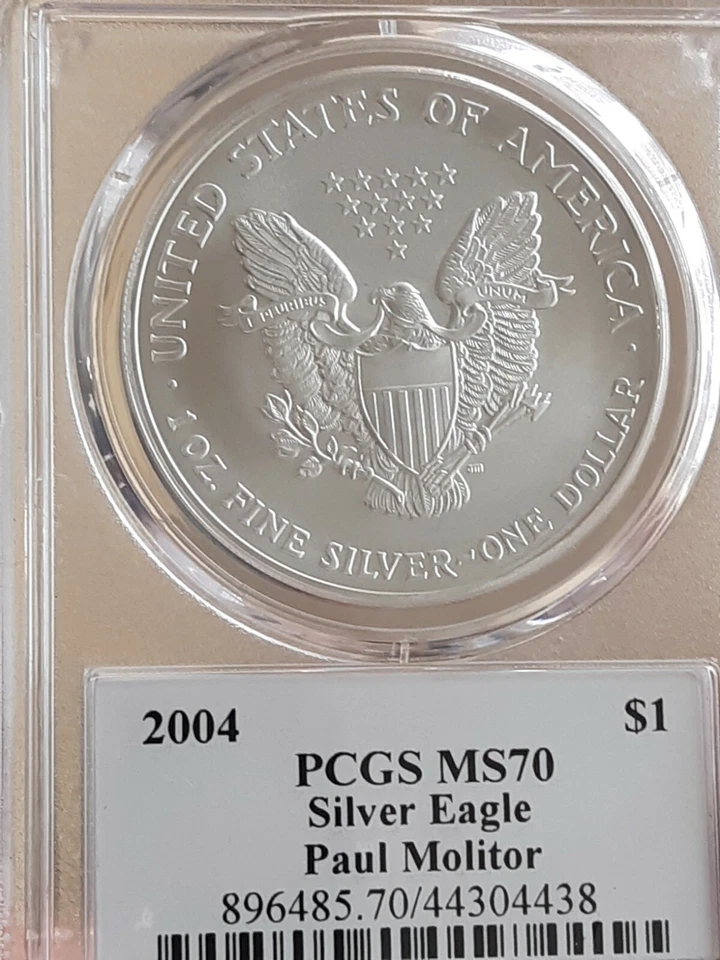 UNITED STATES OF AMERICA
E PLURIBUS UNUM
1 OZ. FINE SILVER · ONE DOLLAR
2004 $1
PCGS MS70
Silver Eagle
Paul Molitor
896485.70/44304438